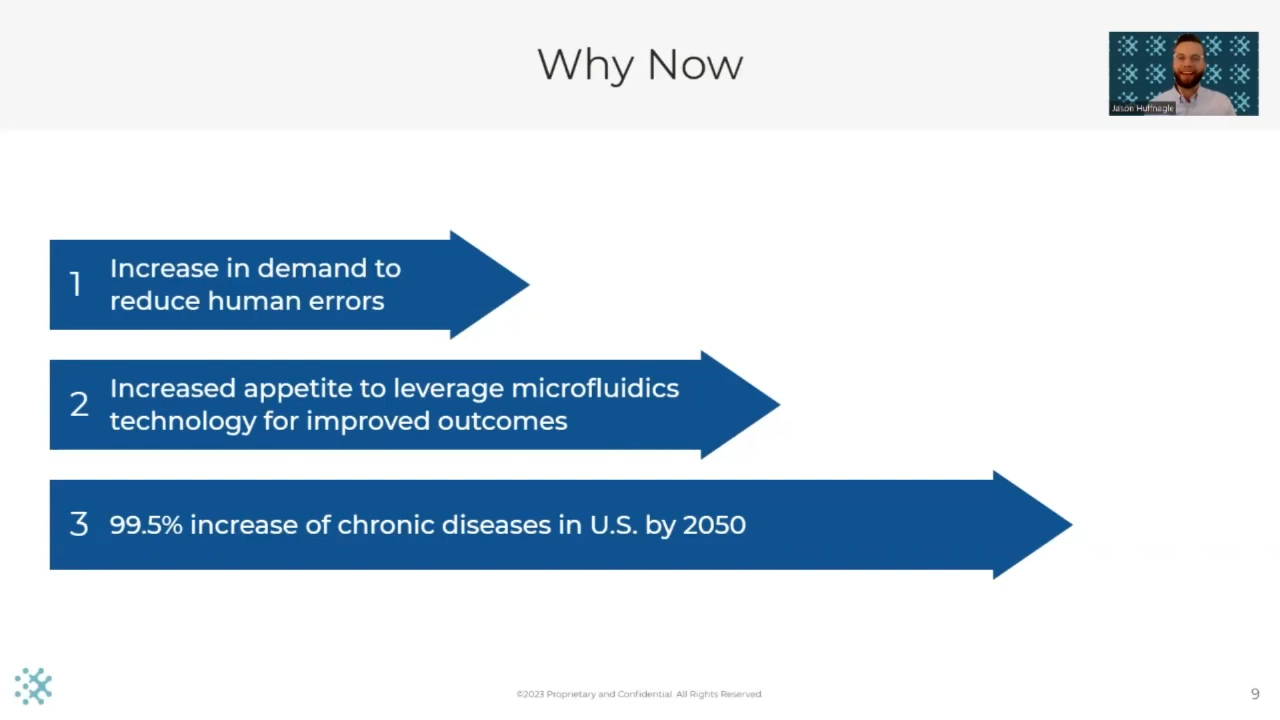 Why Now
Jason Huffnagle
1
Increase in demand to
reduce human errors
2
Increased appetite to leverage microfluidics
technology for improved outcomes
3
99.5% increase of chronic diseases in U.S. by 2050
©2023 Proprietary and Confidential. All Rights Reserved.
9